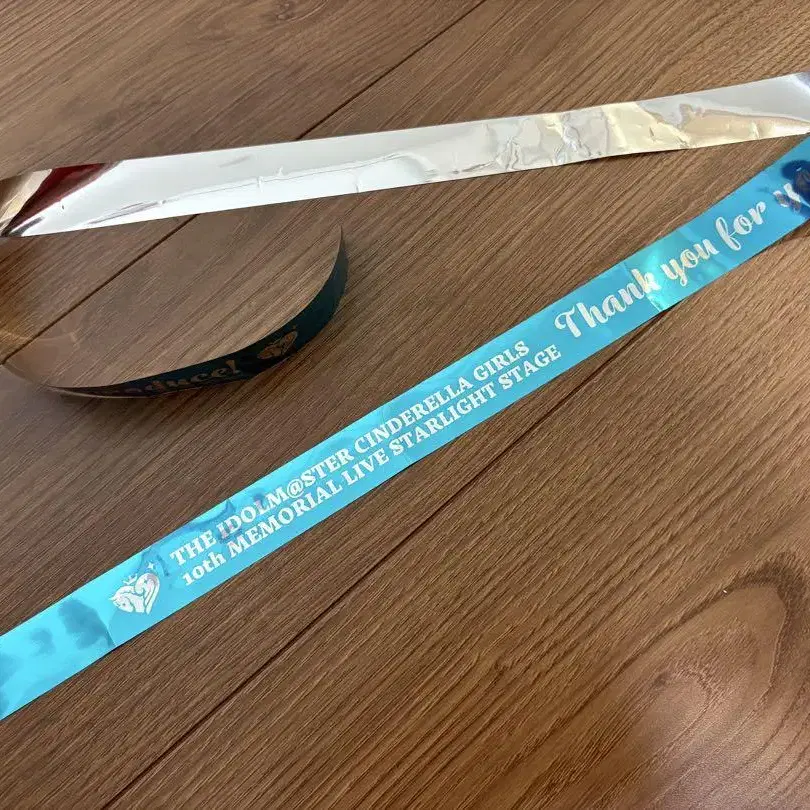 THE IDOLM@STER CINDERELLA GIRLS
10th MEMORIAL LIVE STARLIGHT STAGE
Thank you for